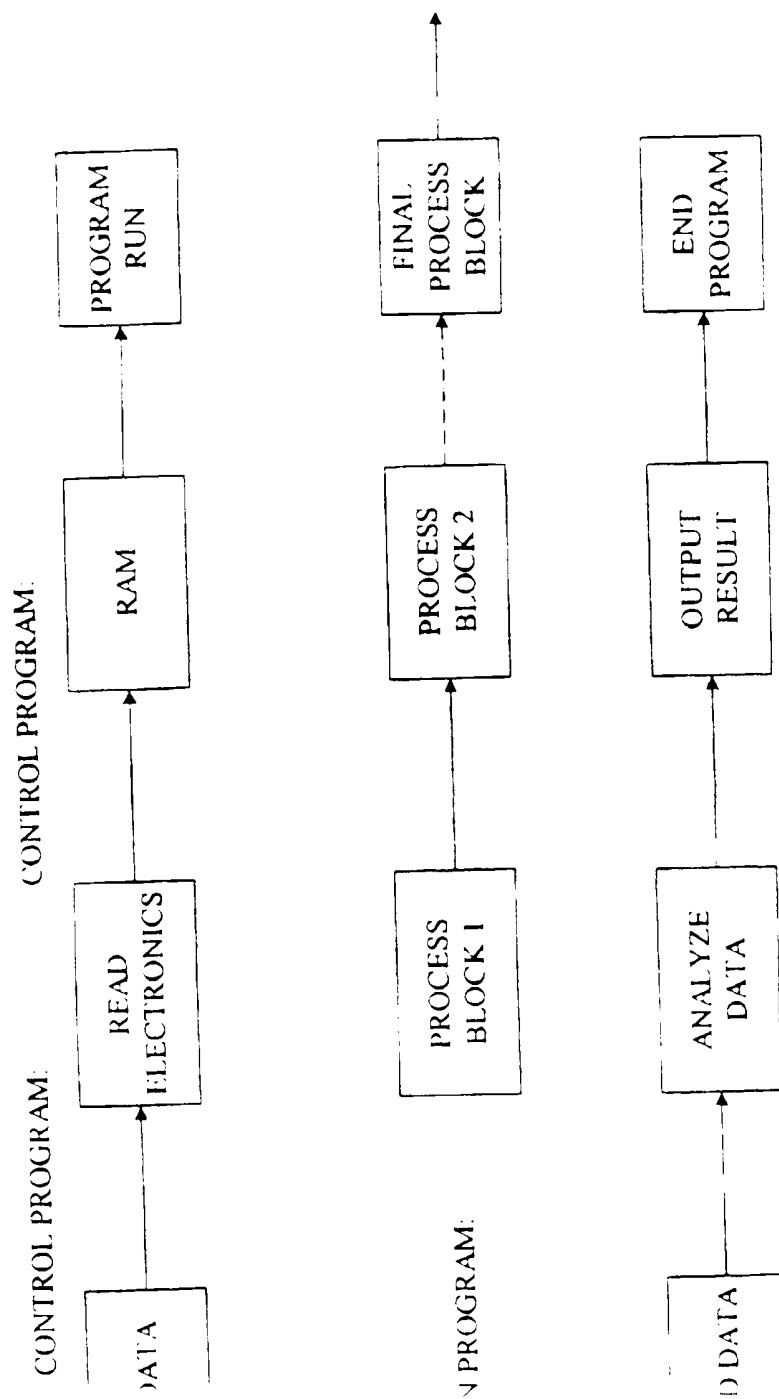 CONTROL PROGRAM:
CONTROL PROGRAM:
DATA
READ
ELECTRONICS
RAM
PROGRAM
RUN
N PROGRAM:
PROCESS
BLOCK 1
PROCESS
BLOCK 2
FINAL
PROCESS
BLOCK
D DATA
ANALYZE
DATA
OUTPUT
RESULT
END
PROGRAM